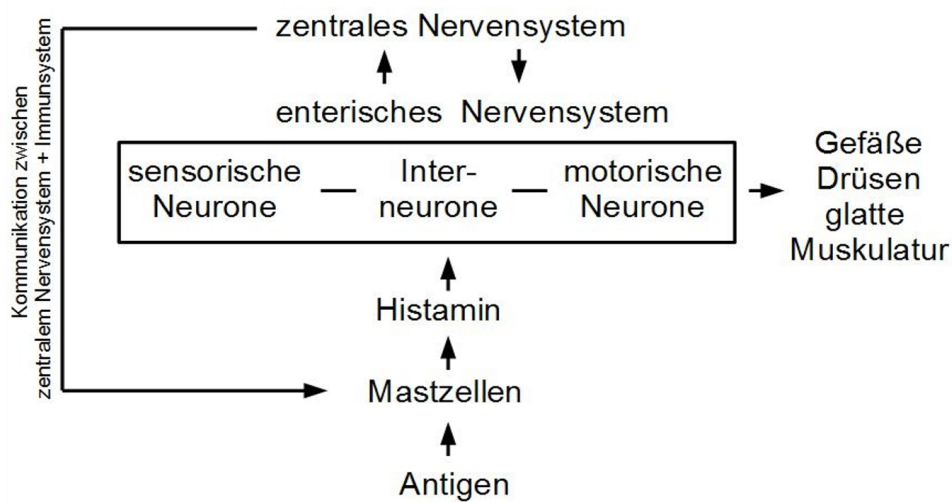 zentrales Nervensystem
enterisches Nervensystem
sensorische
Neurone
Inter-
neurone
motorische
Neurone
Gefäße
Drüsen
glatte
Muskulatur
Histamin
Mastzellen
Antigen
Kommunikation zwischen
zentralem Nervensystem + Immunsystem